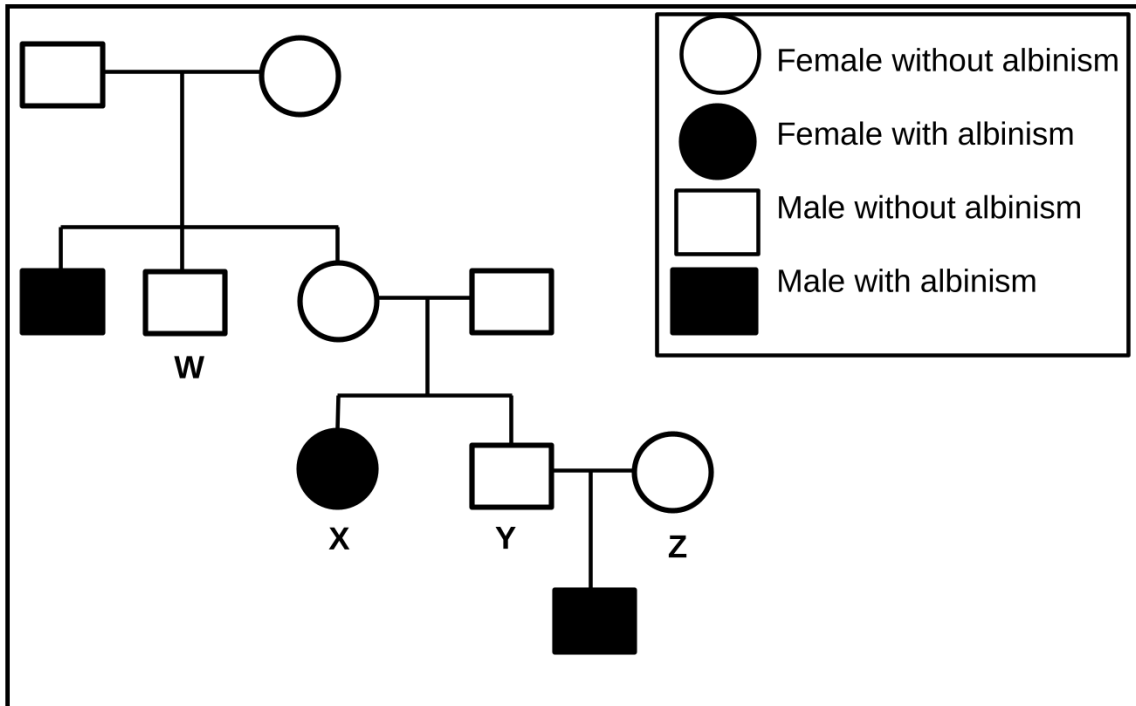 Female without albinism
Female with albinism
Male without albinism
Male with albinism
W
X
Y
Z